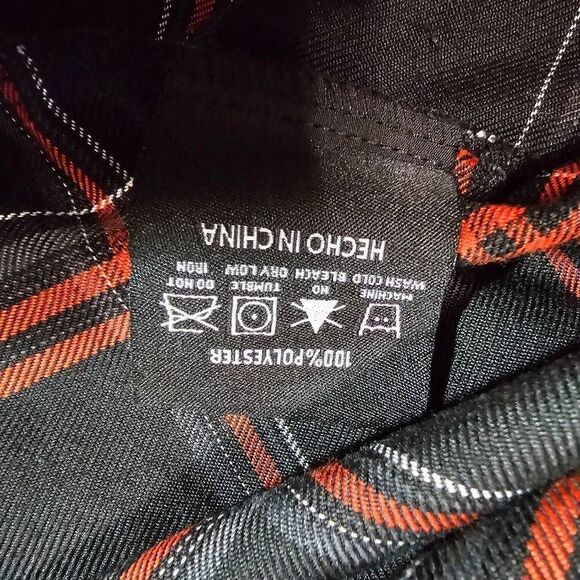 100%POLYESTER
MACHINE NO TUMBLE DO NOT
WASH COLD BLEACH DRY LOW IRON
HECHO IN CHINA